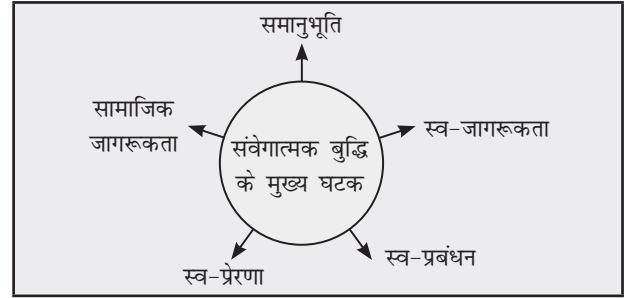 समानुभूति
सामाजिक
जागरूकता
स्व-जागरूकता
संवेगात्मक बुद्धि
के मुख्य घटक
स्व-प्रेरणा
स्व-प्रबंधन